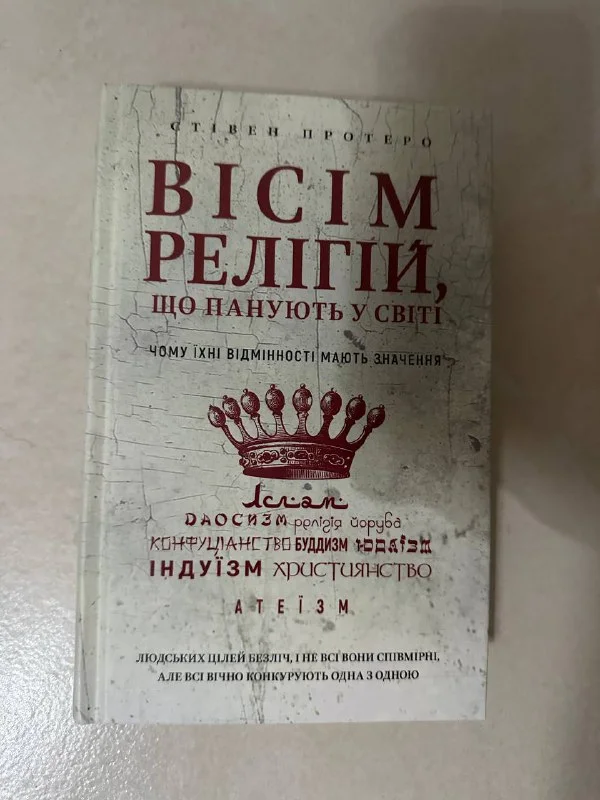 СТІВЕН ПРОТЕРО
ВІСІМ
РЕЛІГІЙ,
ЩО ПАНУЮТЬ У СВІТІ
ЧОМУ ЇХНІ ВІДМІННОСТІ МАЮТЬ ЗНАЧЕННЯ
Іслам
ДАОСИЗМ релігія йоруба
КОНФУЦІАНСТВО БУДДИЗМ ЮДАЇЗМ
ІНДУЇЗМ ХРИСТИЯНСТВО
АТЕЇЗМ
ЛЮДСЬКИХ ЦІЛЕЙ БЕЗЛІЧ, І НЕ ВСІ ВОНИ СПІВМІРНІ,
АЛЕ ВСІ ВІЧНО КОНКУРУЮТЬ ОДНА З ОДНОЮ